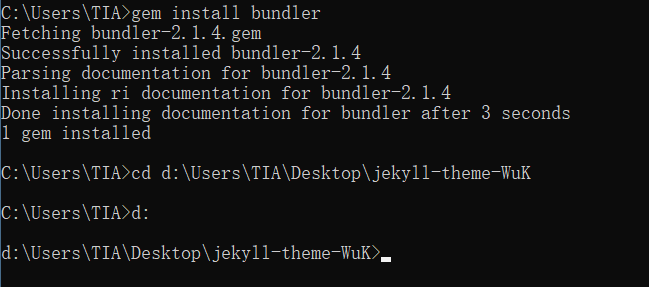 C:\Users\TIA>gem install bundler
Fetching bundler-2.1.4.gem
Successfully installed bundler-2.1.4
Parsing documentation for bundler-2.1.4
Installing ri documentation for bundler-2.1.4
Done installing documentation for bundler after 3 seconds
1 gem installed
C:\Users\TIA>cd d:\Users\TIA\Desktop\jekyll-theme-WuK
C:\Users\TIA>d:
d:\Users\TIA\Desktop\jekyll-theme-WuK>